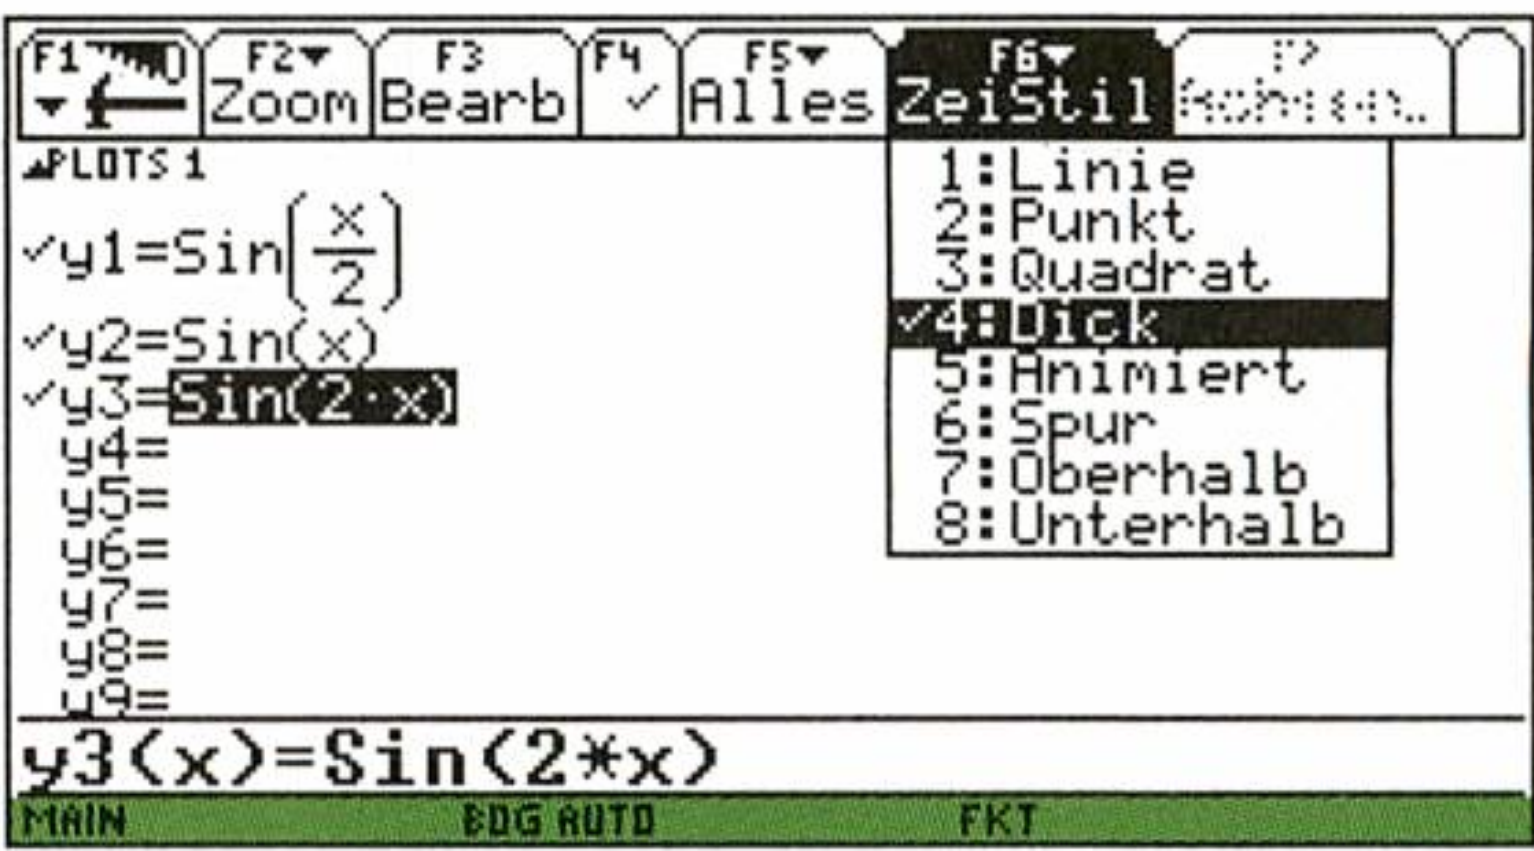 F1 F2 F3 F4 F5 F6 F7
Zoom Bearb ✓ Alles ZeiStil
PLOTS 1
✓y1=Sin(x/2)
✓y2=Sin(x)
✓y3=Sin(2·x)
y4=
y5=
y6=
y7=
y8=
y9=
1:Linie
2:Punkt
3:Quadrat
✓4:Dick
5:Animiert
6:Spur
7:Oberhalb
8:Unterhalb
y3(x)=Sin(2*x)
MAIN BOG AUTO FKT